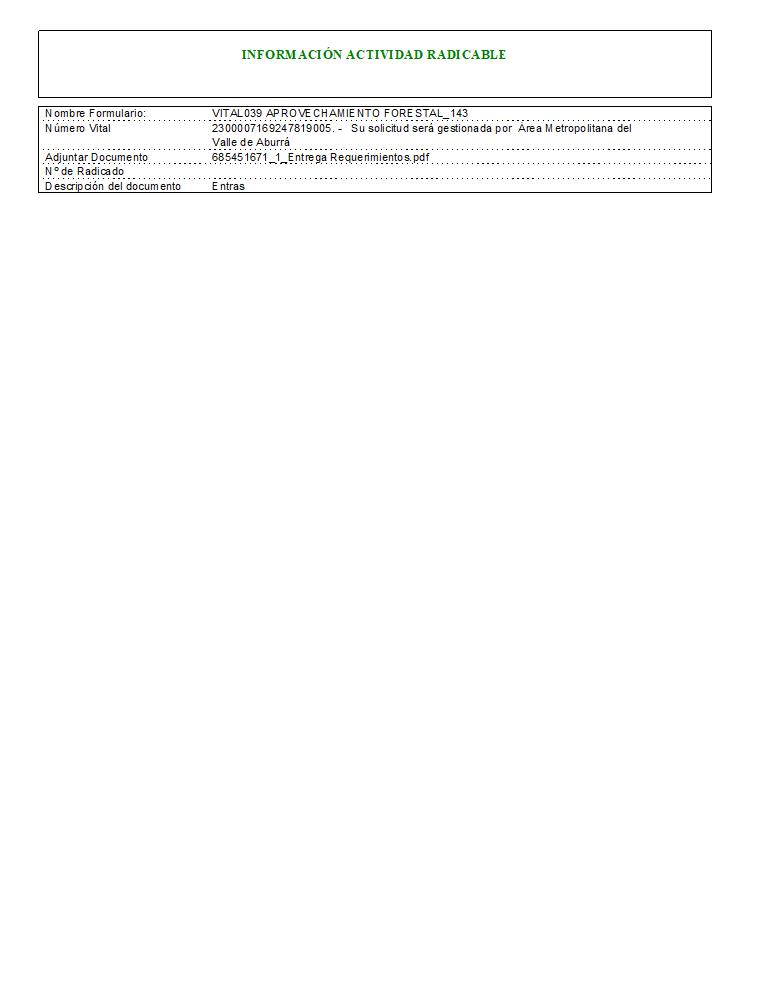 INFORMACIÓN ACTIVIDAD RADICABLE
Nombre Formulario: VITAL039 APROVECHAMIENTO FORESTAL_143
Número Vital 2300007169247819005. - Su solicitud será gestionada por Área Metropolitana del
Valle de Aburrá
Adjuntar Documento 685451671_1_Entrega Requerimientos.pdf
Nº de Radicado
Descripción del documento Entras